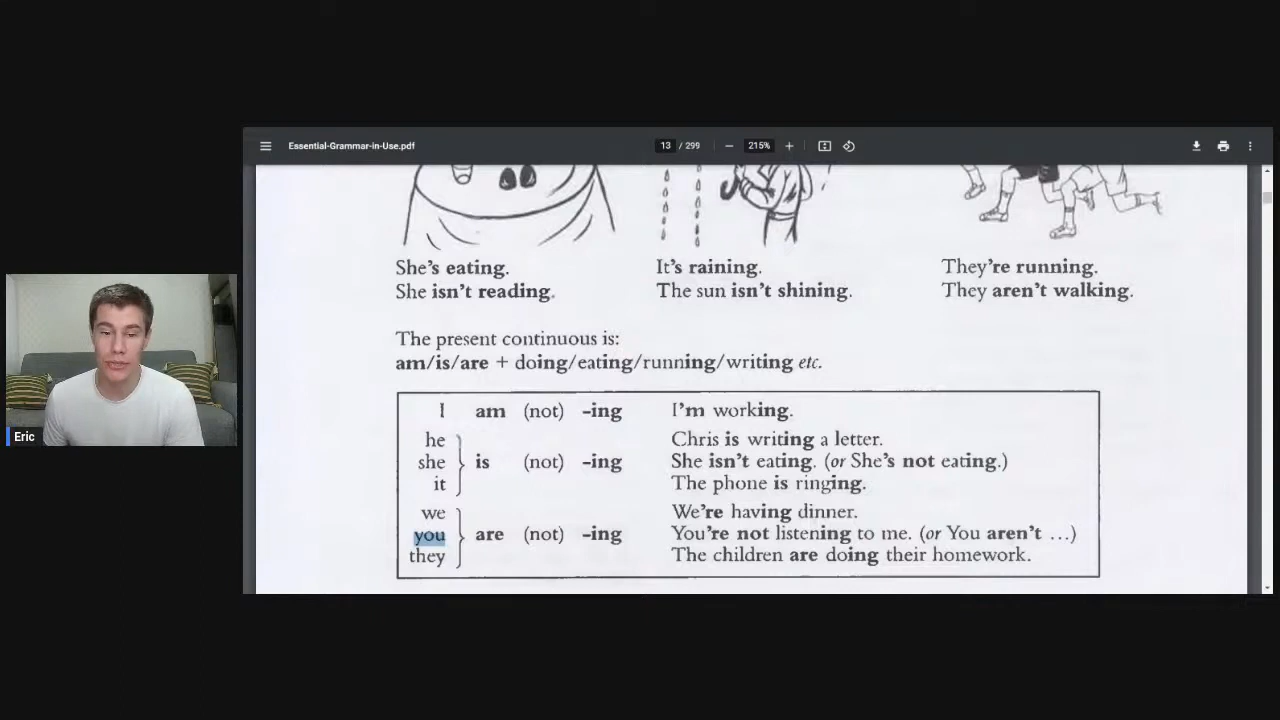 Essential-Grammar-in-Use.pdf
13 / 299
215%
She's eating.
She isn't reading.
It's raining.
The sun isn't shining.
They're running.
They aren't walking.
The present continuous is:
am/is/are + doing/eating/running/writing etc.
I am (not) -ing I'm working.
he
she is (not) -ing
it
Chris is writing a letter.
She isn't eating. (or She's not eating.)
The phone is ringing.
we
you are (not) -ing
they
We're having dinner.
You're not listening to me. (or You aren't ...)
The children are doing their homework.
Eric